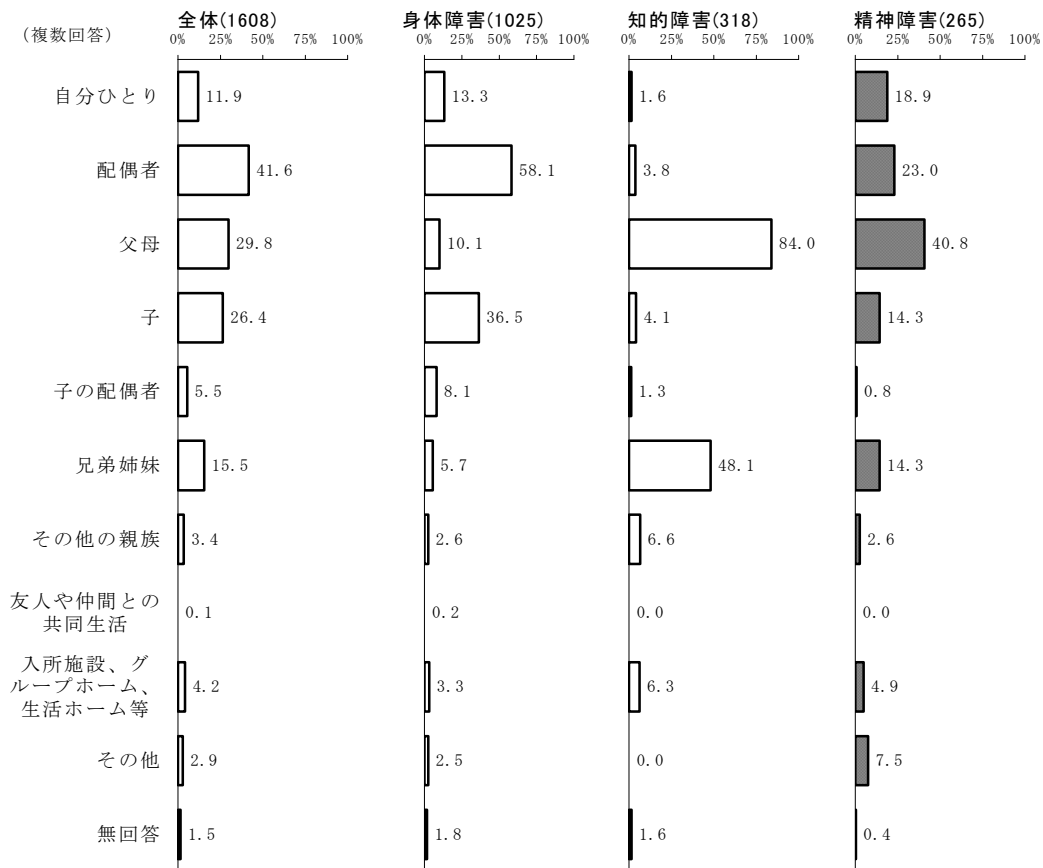 全体(1608) 身体障害(1025) 知的障害(318) 精神障害(265)
（複数回答）
0% 25% 50% 75% 100% 0% 25% 50% 75% 100% 0% 25% 50% 75% 100% 0% 25% 50% 75% 100%
自分ひとり 11.9 13.3 1.6 18.9
配偶者 41.6 58.1 3.8 23.0
父母 29.8 10.1 84.0 40.8
子 26.4 36.5 4.1 14.3
子の配偶者 5.5 8.1 1.3 0.8
兄弟姉妹 15.5 5.7 48.1 14.3
その他の親族 3.4 2.6 6.6 2.6
友人や仲間との
共同生活 0.1 0.2 0.0 0.0
入所施設、グ
ループホーム、 4.2 3.3 6.3 4.9
生活ホーム等
その他 2.9 2.5 0.0 7.5
無回答 1.5 1.8 1.6 0.4